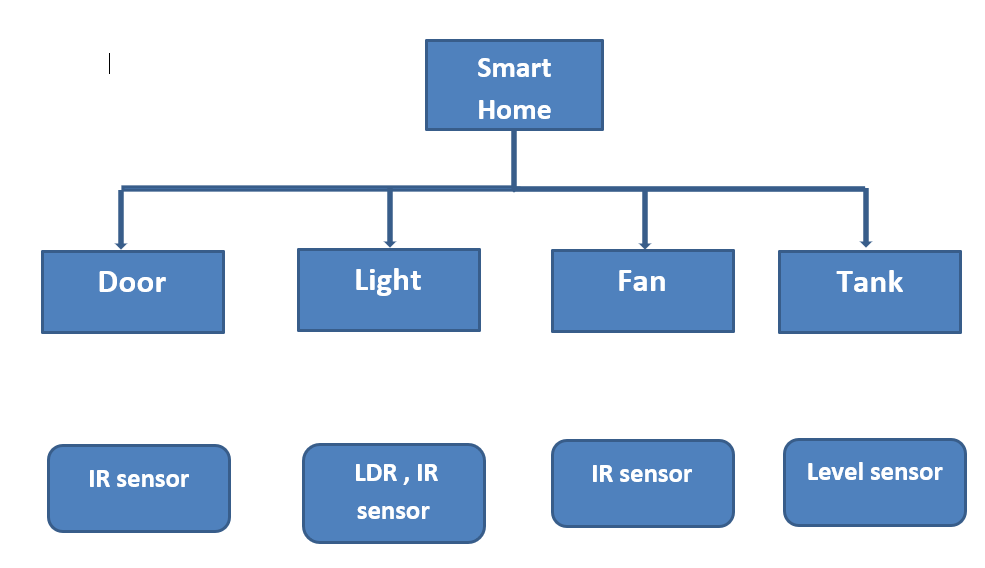 Smart
Home
Door
Light
Fan
Tank
IR sensor
LDR , IR
sensor
IR sensor
Level sensor